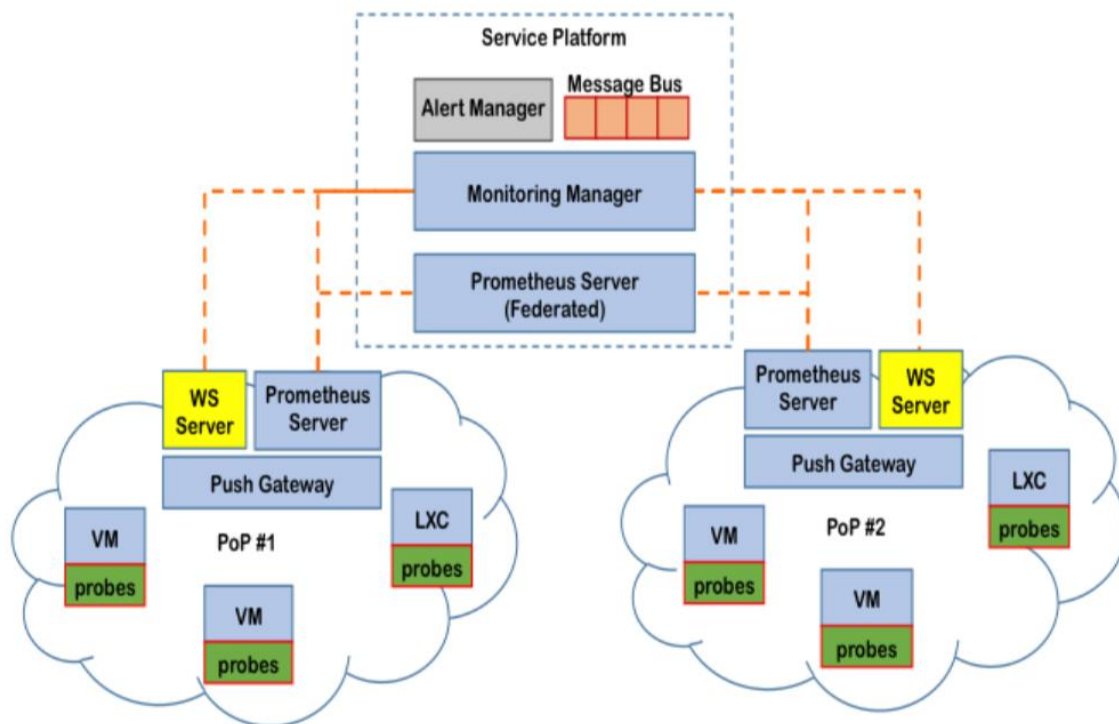 Service Platform
Alert Manager
Message Bus
Monitoring Manager
Prometheus Server
(Federated)
WS
Server
Prometheus
Server
Push Gateway
VM
probes
PoP #1
LXC
probes
VM
probes
Prometheus
Server
WS
Server
Push Gateway
VM
probes
PoP #2
LXC
probes
VM
probes